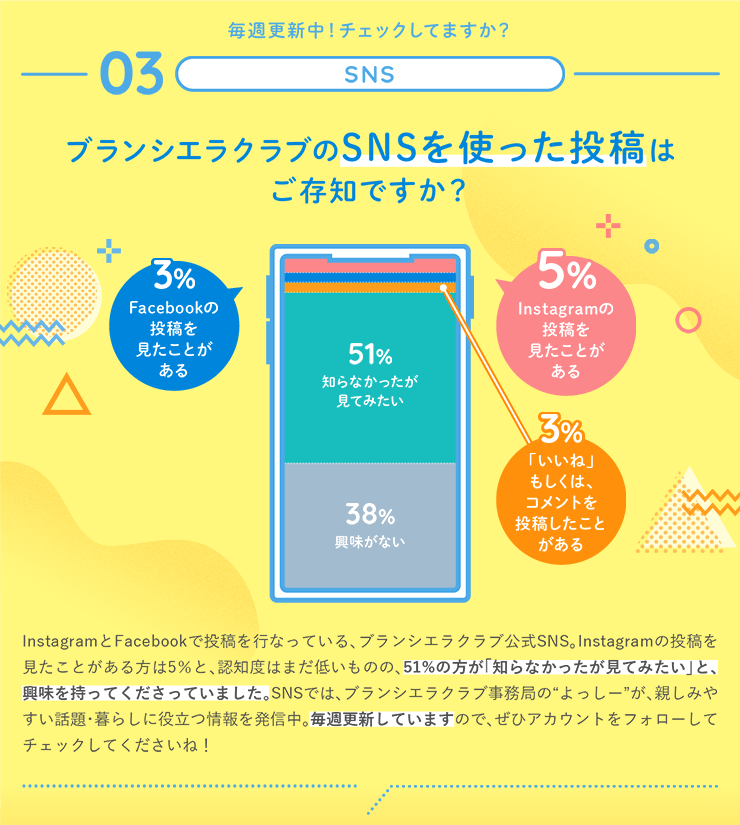 毎週更新中！チェックしてますか？
03
SNS
ブランシエラクラブのSNSを使った投稿は
ご存知ですか？
3%
Facebookの
投稿を
見たことが
ある
5%
Instagramの
投稿を
見たことが
ある
51%
知らなかったが
見てみたい
3%
「いいね」
もしくは、
コメントを
投稿したこと
がある
38%
興味がない
InstagramとFacebookで投稿を行なっている、ブランシエラクラブ公式SNS。Instagramの投稿を
見たことがある方は5％と、認知度はまだ低いものの、51%の方が「知らなかったが見てみたい」と、
興味を持ってくださっていました。SNSでは、ブランシエラクラブ事務局の“よっしー”が、親しみや
すい話題・暮らしに役立つ情報を発信中。毎週更新していますので、ぜひアカウントをフォローして
チェックしてくださいね！